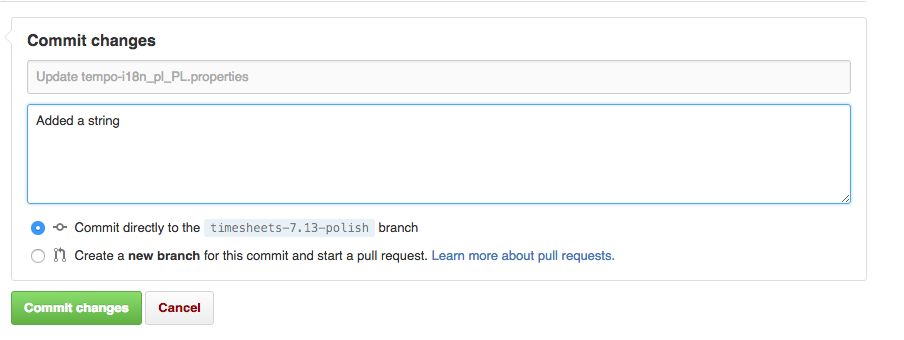 Commit changes
Update tempo-i18n_pl_PL.properties
Added a string
Commit directly to the timesheets-7.13-polish branch
Create a new branch for this commit and start a pull request. Learn more about pull requests.
Commit changes Cancel